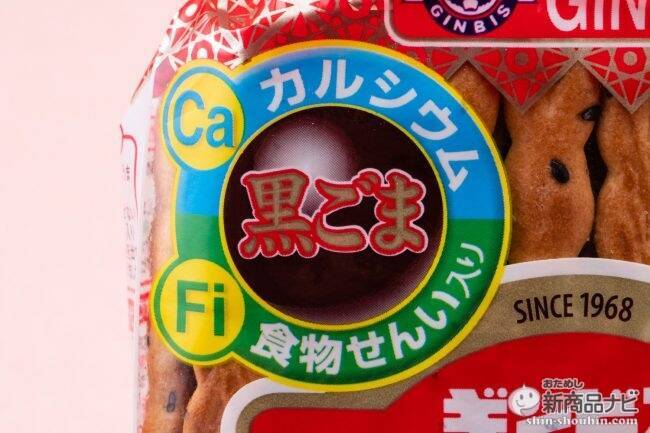 GINBIS
GIN
Ca
カルシウム
黒ごま
Fi
食物せんい入り
SINCE 1968
おためし
新商品ナビ
shin-shouhin.com